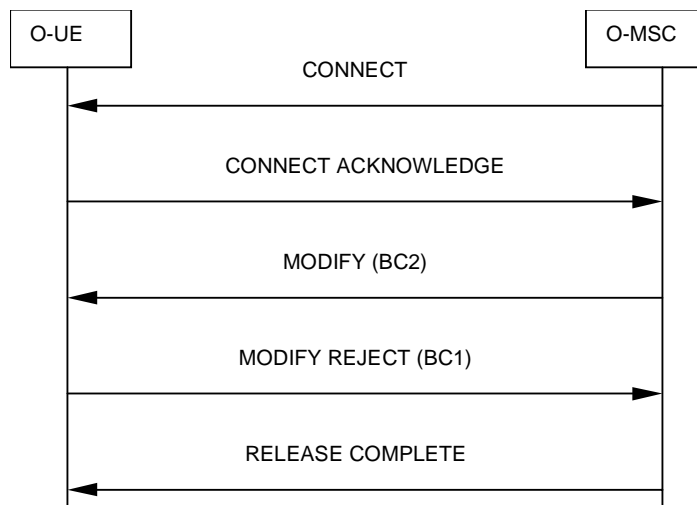 O-UE
O-MSC
CONNECT
CONNECT ACKNOWLEDGE
MODIFY (BC2)
MODIFY REJECT (BC1)
RELEASE COMPLETE